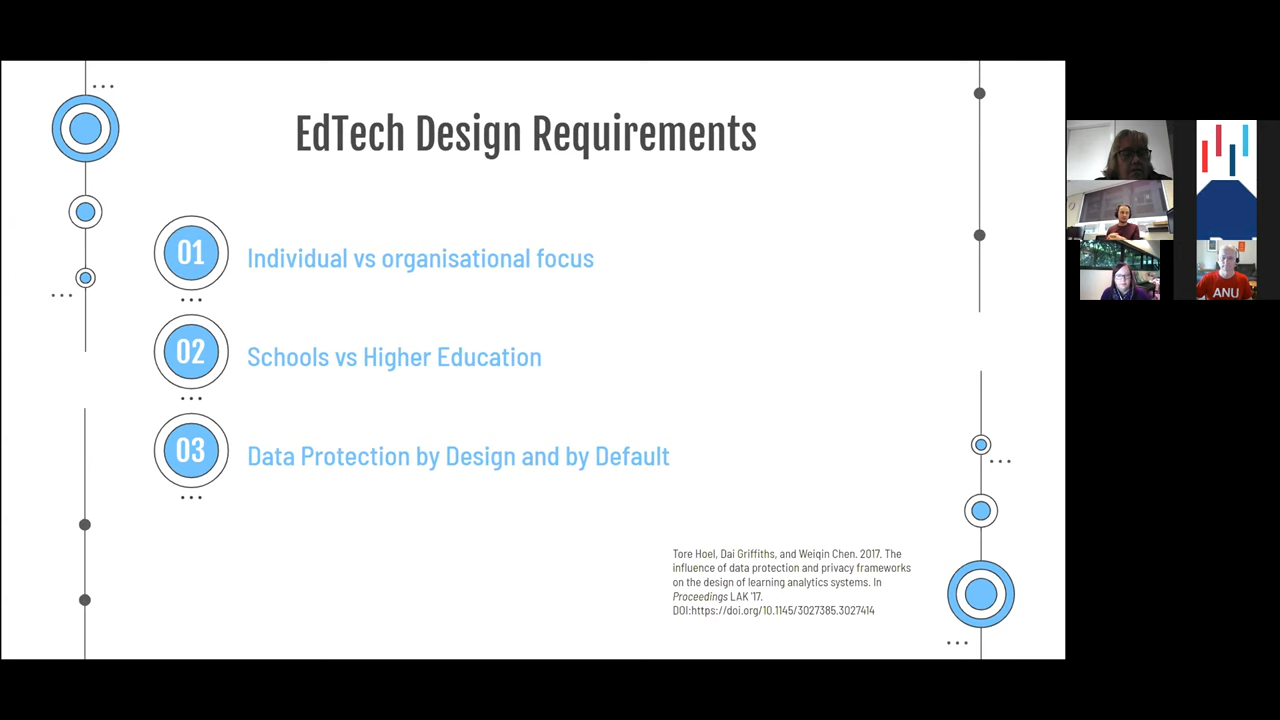 EdTech Design Requirements
01
Individual vs organisational focus
02
Schools vs Higher Education
03
Data Protection by Design and by Default
Tore Hoel, Dai Griffiths, and Weiqin Chen. 2017. The
influence of data protection and privacy frameworks
on the design of learning analytics systems. In
Proceedings LAK '17.
DOI:https://doi.org/10.1145/3027385.3027414
ANU